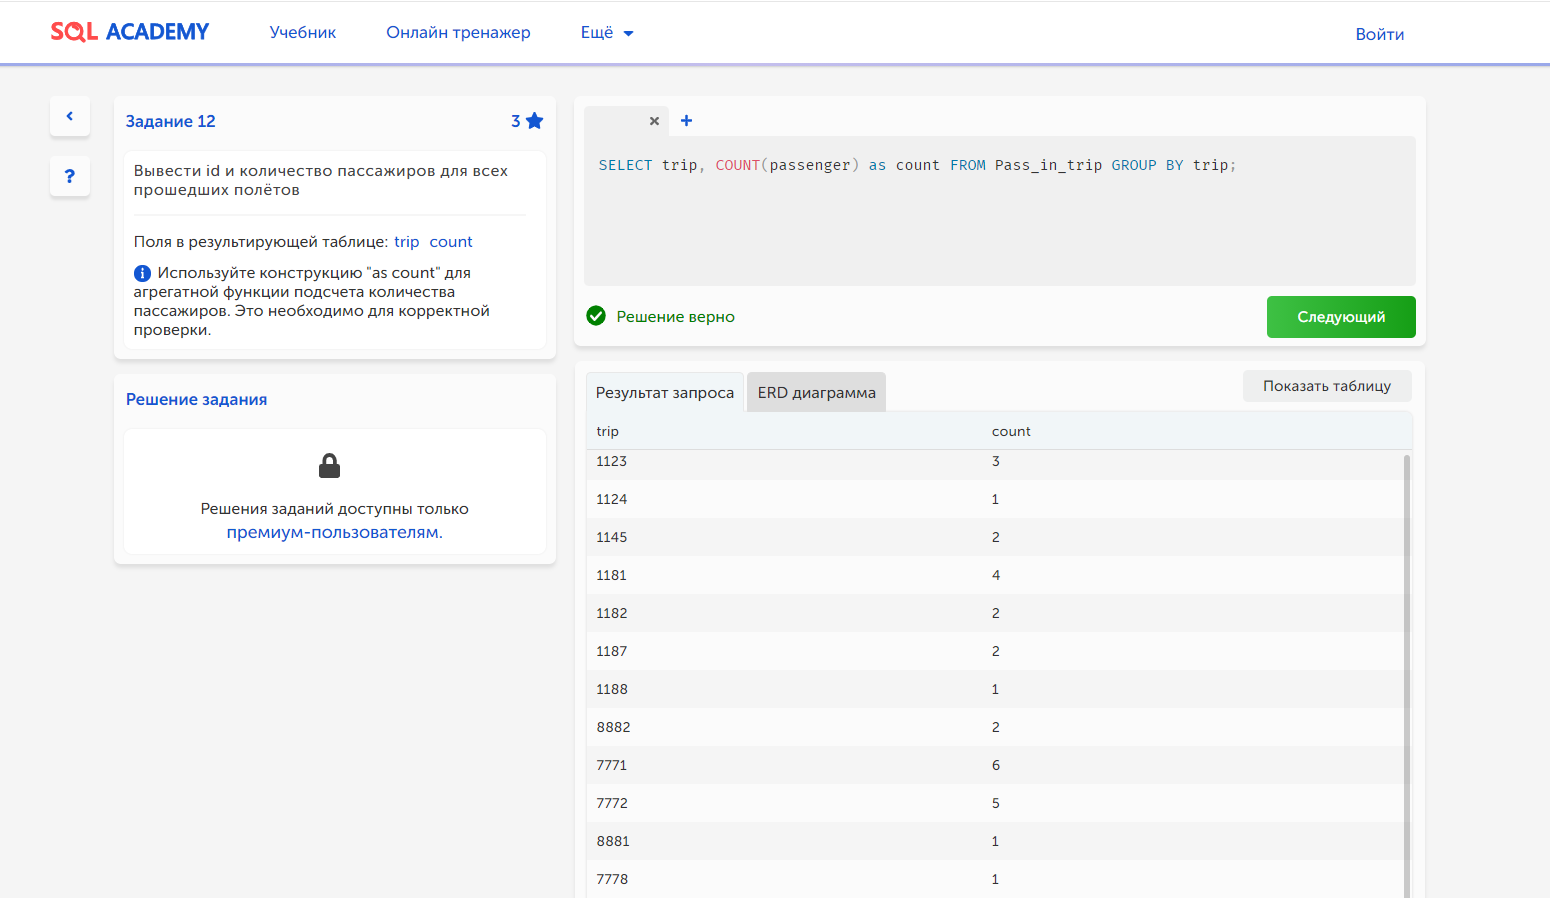 SQL ACADEMY
Учебник
Онлайн тренажер
Ещё
Войти
Задание 12
3
Вывести id и количество пассажиров для всех
прошедших полётов
Поля в результирующей таблице: trip count
Используйте конструкцию "as count" для
агрегатной функции подсчета количества
пассажиров. Это необходимо для корректной
проверки.
Решение задания
Решения заданий доступны только
премиум-пользователям.
SELECT trip, COUNT(passenger) as count FROM Pass_in_trip GROUP BY trip;
Решение верно
Следующий
Результат запроса
ERD диаграмма
Показать таблицу
trip count
1123 3
1124 1
1145 2
1181 4
1182 2
1187 2
1188 1
8882 2
7771 6
7772 5
8881 1
7778 1